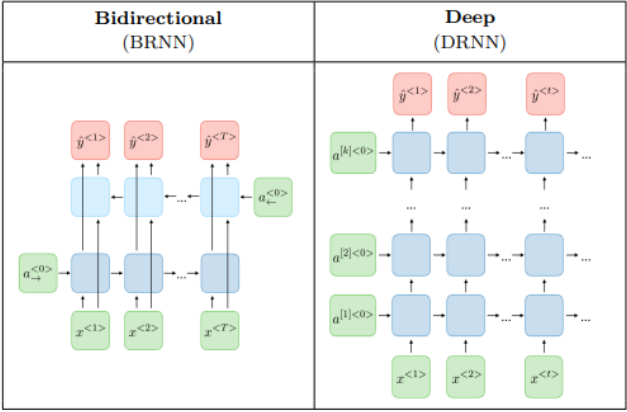 Bidirectional
(BRNN)
ŷ<1> ŷ<2> ŷ<T>
... a←<0>
a→<0> ...
x<1> x<2> x<T>
Deep
(DRNN)
ŷ<1> ŷ<2> ŷ<t>
a[k]<0> ... ...
... ... ...
a[2]<0> ... ...
a[1]<0> ... ...
x<1> x<2> x<t>